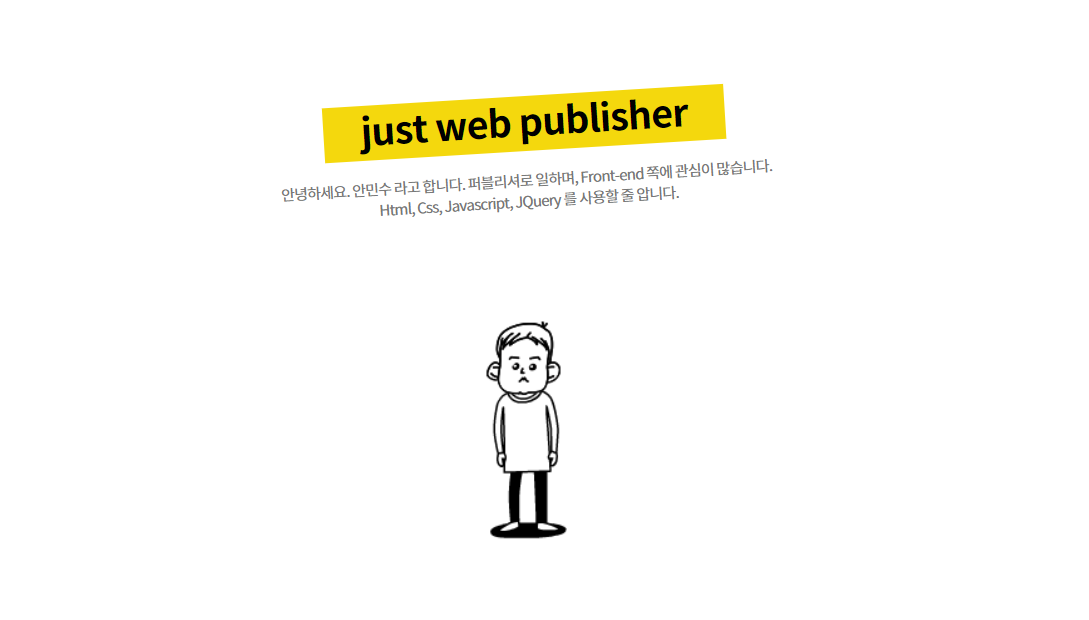 just web publisher
안녕하세요. 안민수 라고 합니다. 퍼블리셔로 일하며, Front-end 쪽에 관심이 많습니다.
Html, Css, Javascript, JQuery 를 사용할 줄 압니다.